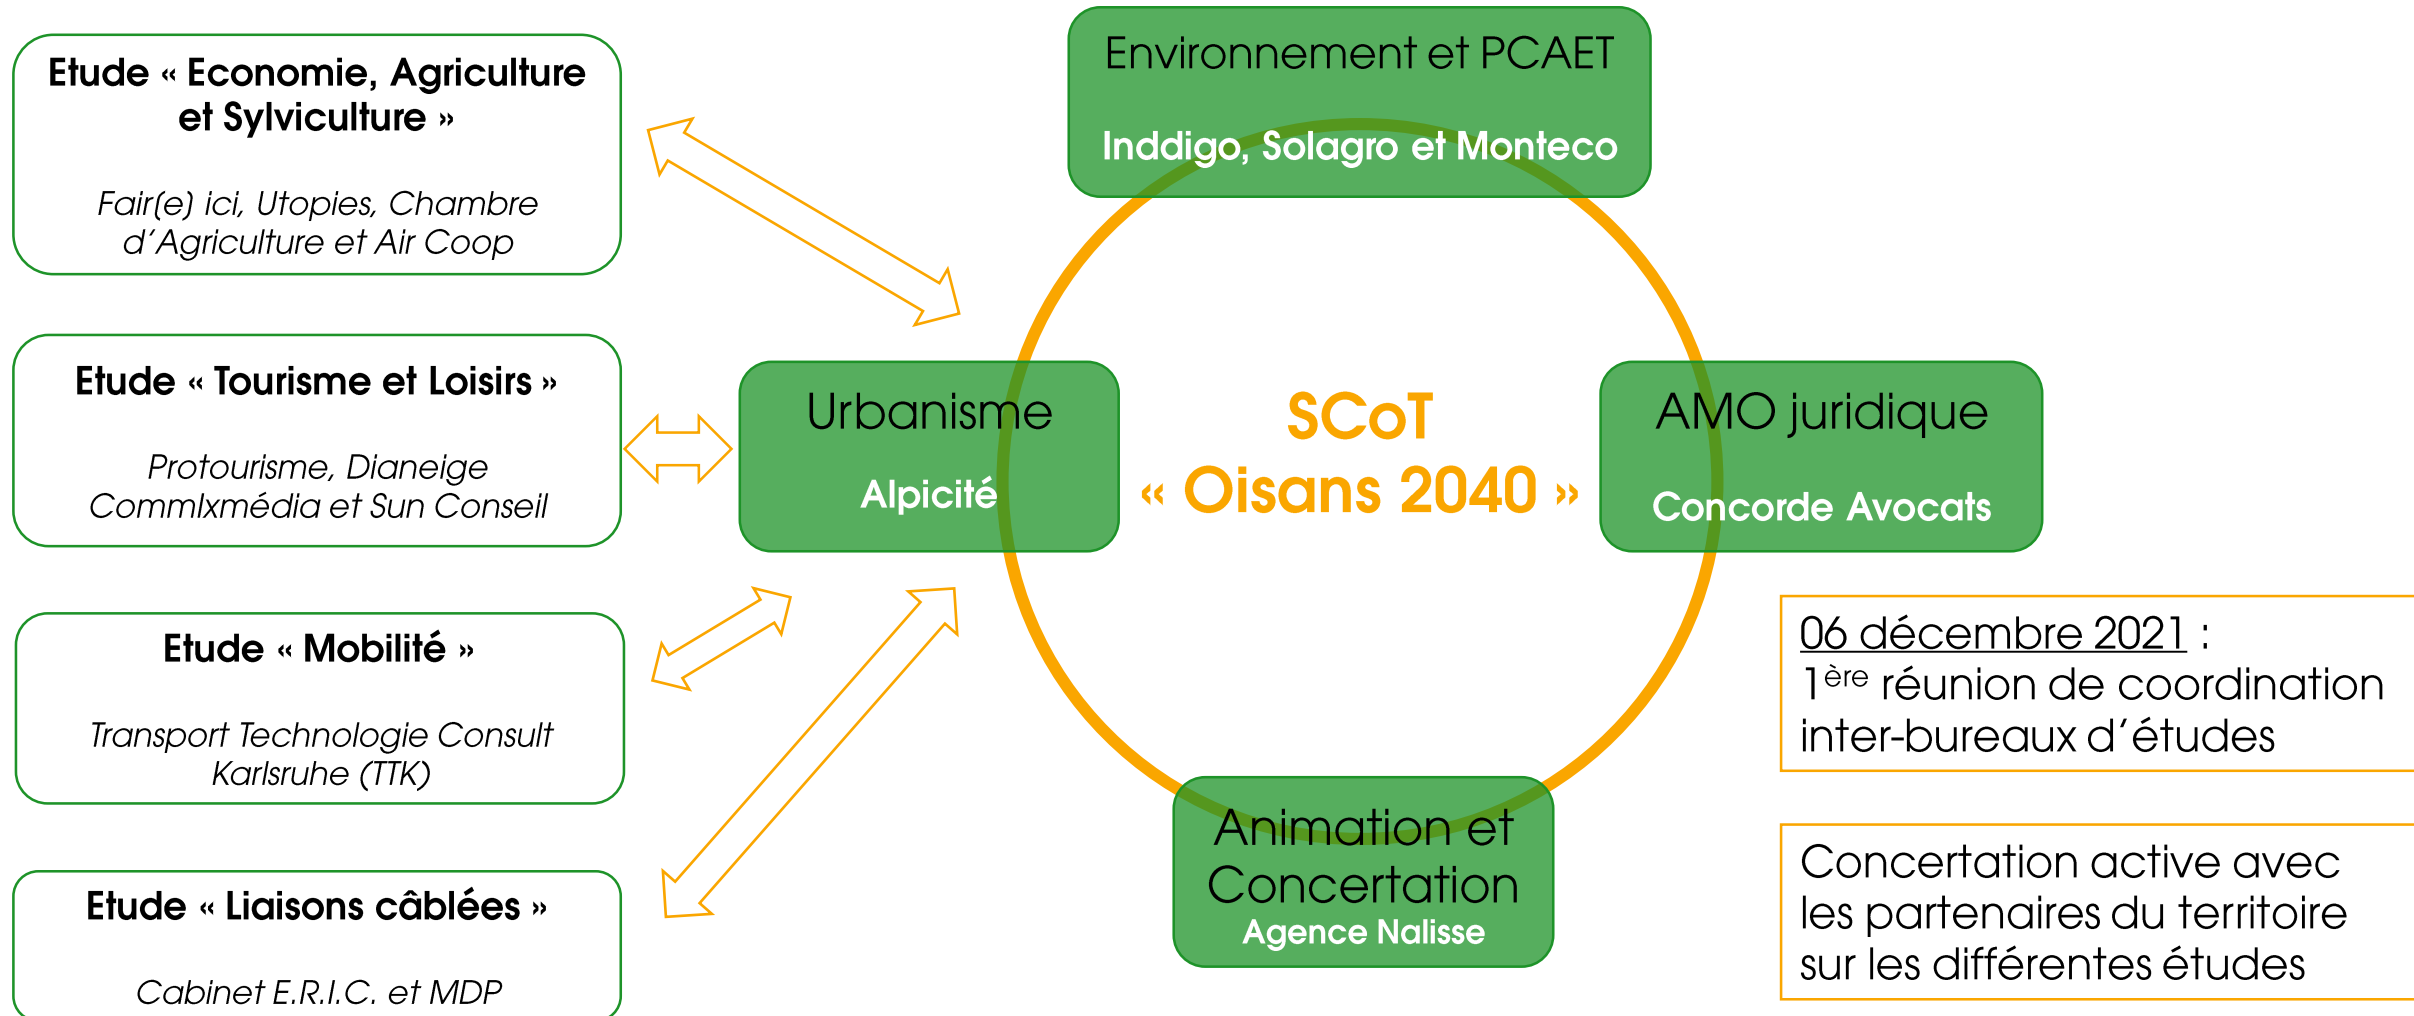 Etude « Economie, Agriculture
et Sylviculture »
Fair(e) ici, Utopies, Chambre
d’Agriculture et Air Coop
Etude « Tourisme et Loisirs »
Protourisme, Dianeige
CommIxmédia et Sun Conseil
Etude « Mobilité »
Transport Technologie Consult
Karlsruhe (TTK)
Etude « Liaisons câblées »
Cabinet E.R.I.C. et MDP
Environnement et PCAET
Inddigo, Solagro et Monteco
Urbanisme
Alpicité
SCoT
« Oisans 2040 »
AMO juridique
Concorde Avocats
Animation et
Concertation
Agence Nalisse
06 décembre 2021 :
1ère réunion de coordination
inter-bureaux d’études
Concertation active avec
les partenaires du territoire
sur les différentes études